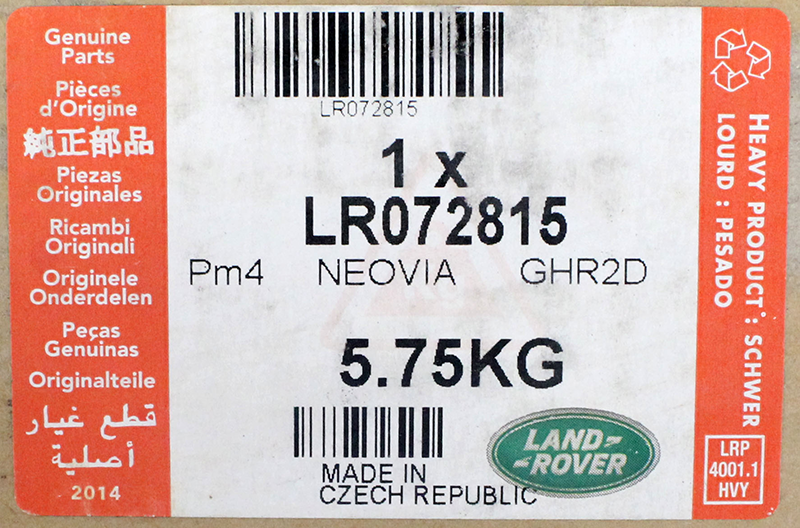 Genuine
Parts
Pièces
d'Origine
純正部品
Piezas
Originales
Ricambi
Originali
Originele
Onderdelen
Peças
Genuinas
Originalteile
قطع غيار
أصلية
2014
LR072815
1 x
LR072815
Pm4 NEOVIA GHR2D
5.75KG
LAND-
-ROVER
MADE IN
CZECH REPUBLIC
HEAVY PRODUCT : SCHWER
LOURD : PESADO
LRP
4001.1
HVY